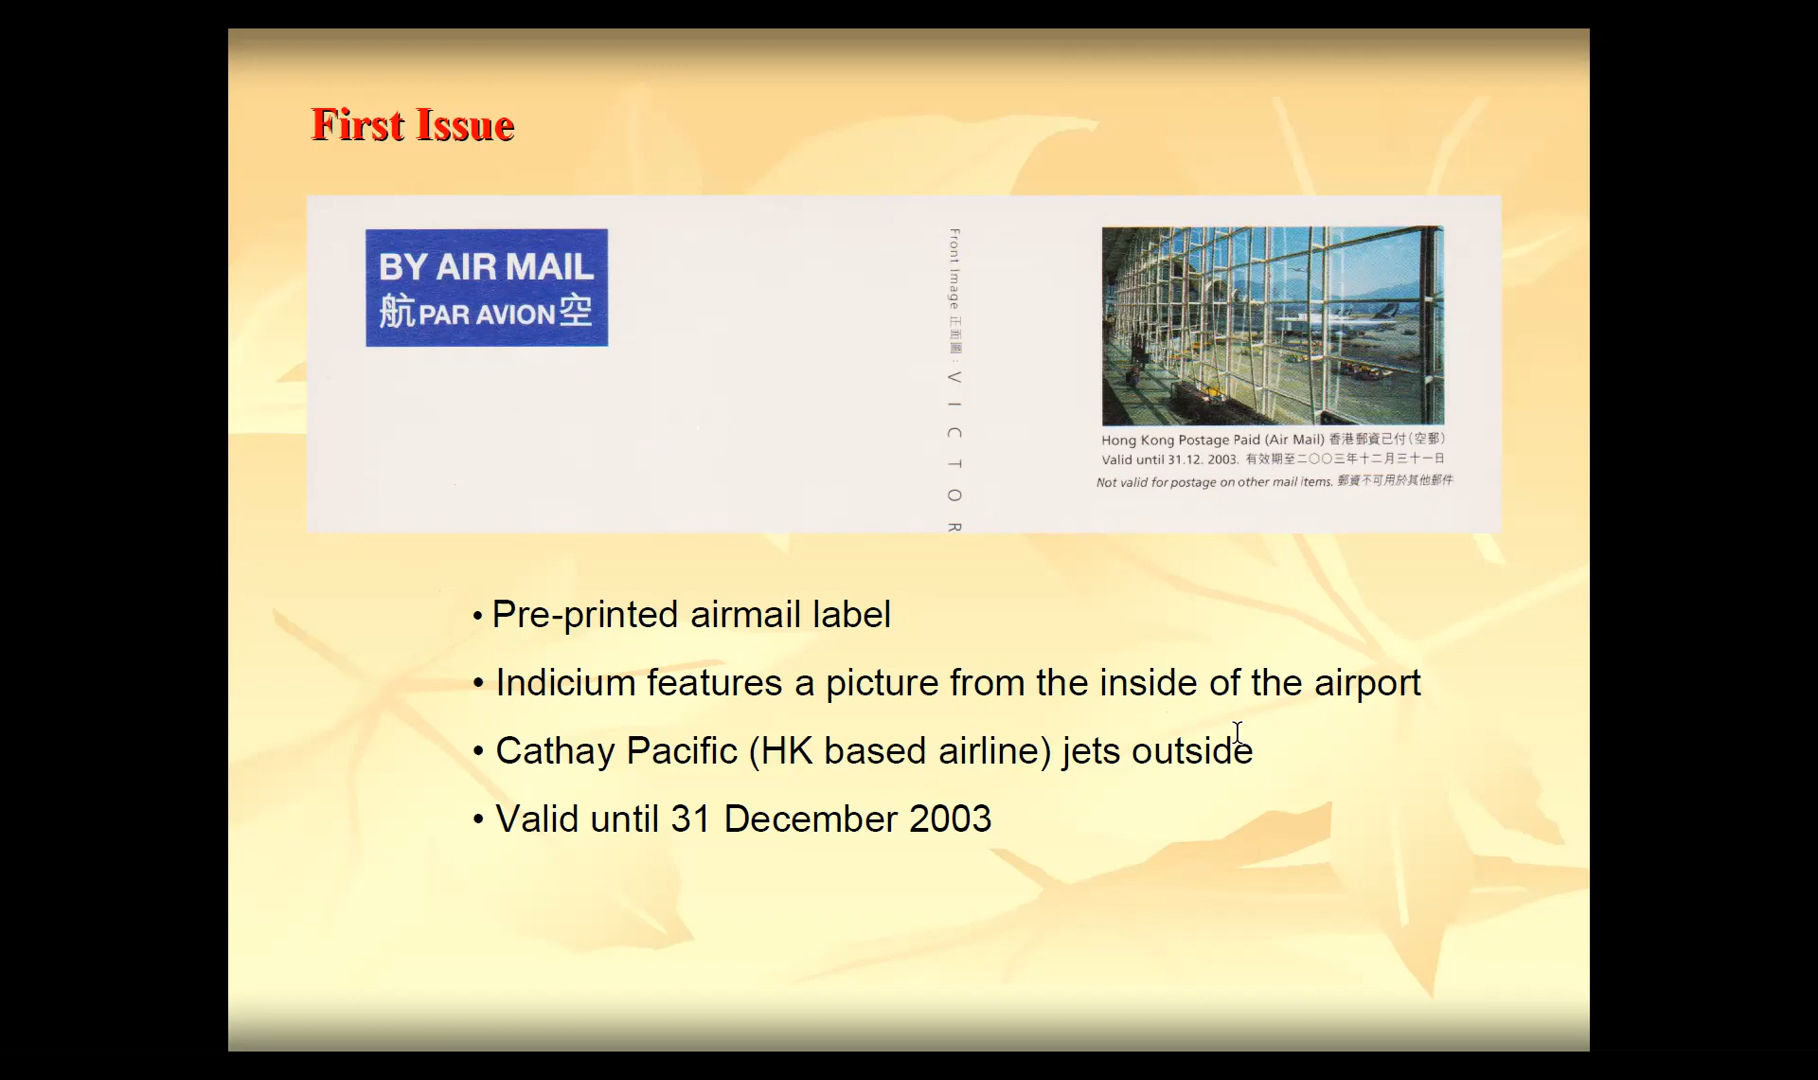 First Issue
BY AIR MAIL
航 PAR AVION 空
Front Image 正面圖 : V I C T O R
Hong Kong Postage Paid (Air Mail) 香港郵資已付(空郵)
Valid until 31.12. 2003. 有效期至二〇〇三年十二月三十一日
Not valid for postage on other mail items. 郵資不可用於其他郵件
• Pre-printed airmail label
• Indicium features a picture from the inside of the airport
• Cathay Pacific (HK based airline) jets outside
• Valid until 31 December 2003